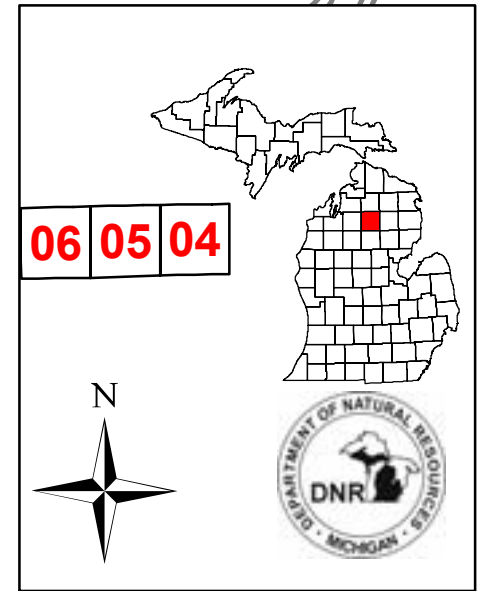 06 05 04
N
DEPARTMENT OF NATURAL RESOURCES
DNR
MICHIGAN